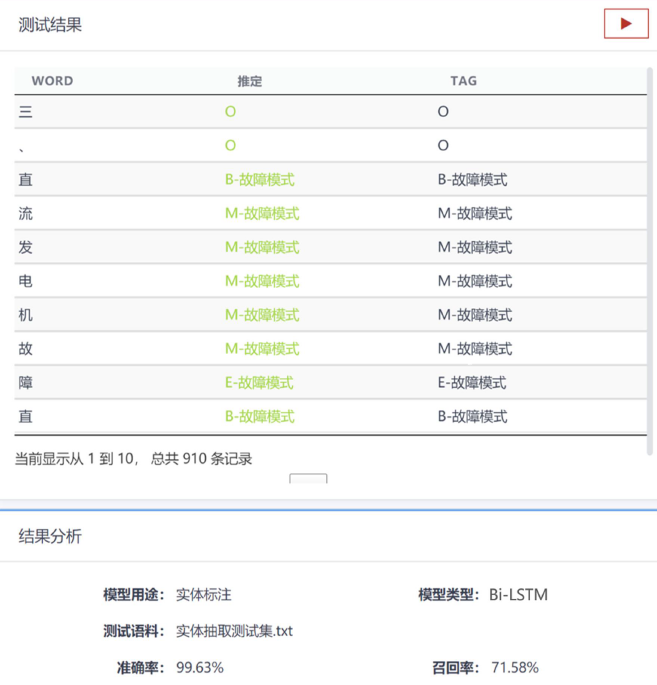 测试结果
WORD 推定 TAG
三 O O
、 O O
直 B-故障模式 B-故障模式
流 M-故障模式 M-故障模式
发 M-故障模式 M-故障模式
电 M-故障模式 M-故障模式
机 M-故障模式 M-故障模式
故 M-故障模式 M-故障模式
障 E-故障模式 E-故障模式
直 B-故障模式 B-故障模式
当前显示从 1 到 10， 总共 910 条记录
结果分析
模型用途： 实体标注 模型类型： Bi-LSTM
测试语料： 实体抽取测试集.txt
准确率： 99.63% 召回率： 71.58%